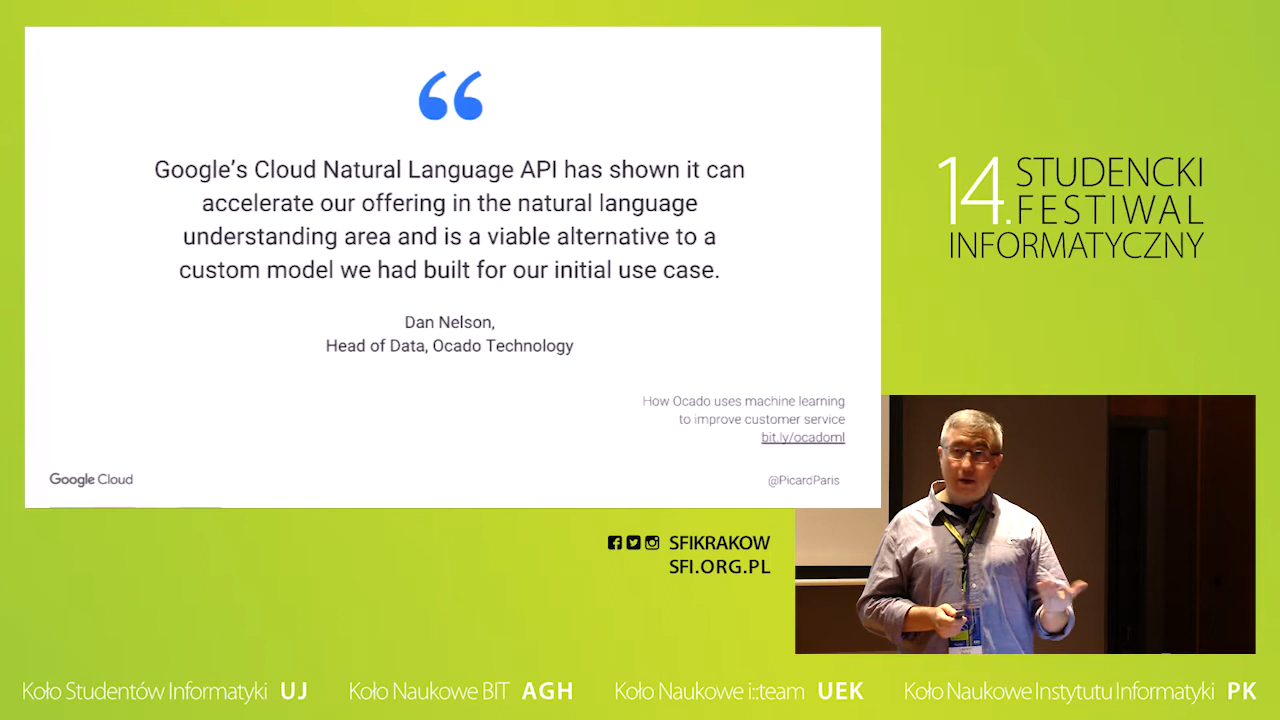 “
Google’s Cloud Natural Language API has shown it can
accelerate our offering in the natural language
understanding area and is a viable alternative to a
custom model we had built for our initial use case.
Dan Nelson,
Head of Data, Ocado Technology
How Ocado uses machine learning
to improve customer service
bit.ly/ocadoml
Google Cloud
@PicardParis
14. STUDENCKI
FESTIWAL
INFORMATYCZNY
SFIKRAKOW
SFI.ORG.PL
Koło Studentów Informatyki UJ
Koło Naukowe BIT AGH
Koło Naukowe i::team UEK
Koło Naukowe Instytutu Informatyki PK